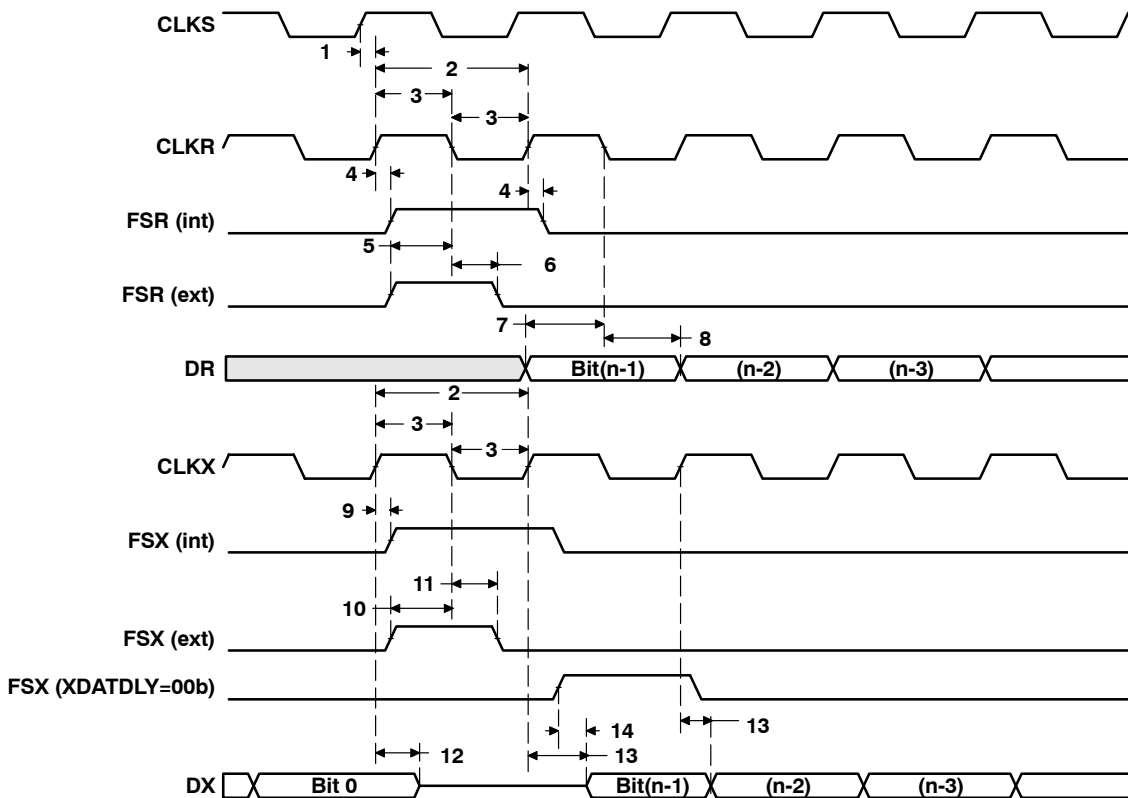 CLKS
1
2
3
3
CLKR
4
4
FSR (int)
5
6
FSR (ext)
7
8
DR
Bit(n-1)
(n-2)
(n-3)
2
3
3
CLKX
9
FSX (int)
11
10
FSX (ext)
FSX (XDATDLY=00b)
14
13
12
13
DX
Bit 0
Bit(n-1)
(n-2)
(n-3)